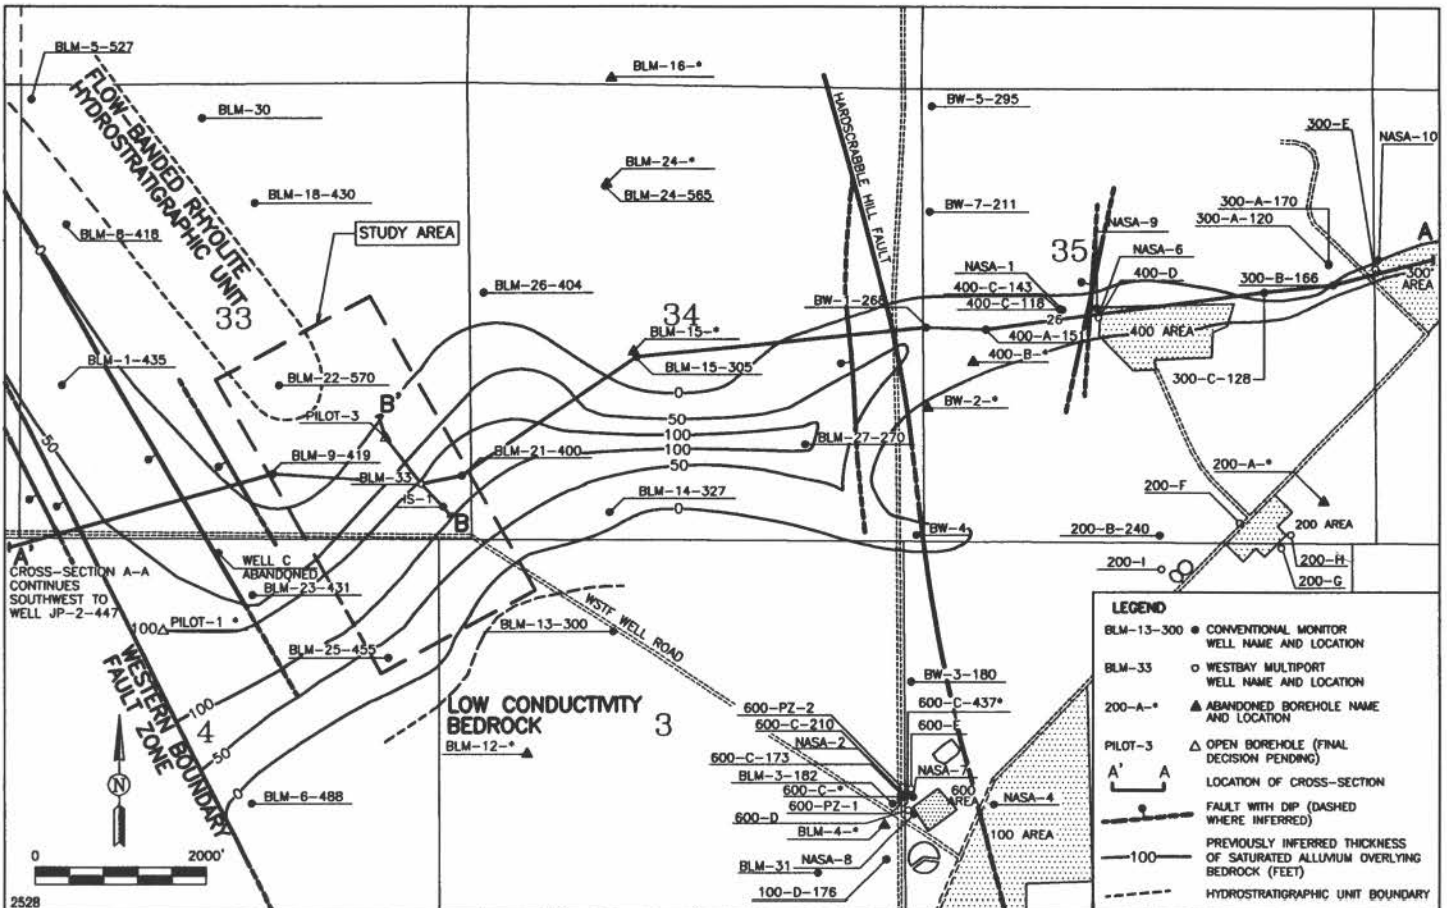 BLM-5-527
BLM-16-*
BLM-30
BW-5-295
300-E
NASA-10
FLOW-BANDED RHYOLITE
HYDROSTRATIGRAPHIC UNIT
HARDSCRABBLE HILL FAULT
BLM-24-*
BLM-24-565
BLM-18-430
BLM-8-418
STUDY AREA
BW-7-211
35
NASA-9
NASA-6
NASA-1
400-D
400-C-143
400-C-118
300-A-170
300-A-120
300-B-166
A
300
AREA
0
33
BLM-26-404
34
BW-1-268
26
400-A-151
400 AREA
BLM-15-*
BLM-15-305
400-B-*
300-C-128
BLM-1-435
BLM-22-570
B'
PILOT-3
0
50
100
100
50
0
BW-2-*
BLM-27-270
50
BLM-9-419
BLM-21-400
BLM-33
B
BLM-14-327
BW-4
200-A-*
200-F
200 AREA
200-B-240
200-I
200-H
200-G
A'
CROSS-SECTION A-A
CONTINUES
SOUTHWEST TO
WELL JP-2-447
WELL C
ABANDONED
BLM-23-431
100
PILOT-1
WSTF WELL ROAD
BLM-13-300
BLM-25-455
WESTERN BOUNDARY
FAULT ZONE
100
4
50
0
LOW CONDUCTIVITY
BEDROCK
3
BLM-12-*
BW-3-180
600-PZ-2
600-C-437*
600-C-210
600-E
NASA-2
600-C-173
NASA-7
BLM-3-182
600-C-*
600
AREA
NASA-4
600-PZ-1
600-D
BLM-4-*
100 AREA
BLM-31
NASA-8
100-D-176
BLM-6-488
N
0 2000'
2528
LEGEND
BLM-13-300 CONVENTIONAL MONITOR
WELL NAME AND LOCATION
BLM-33 WESTBAY MULTIPORT
WELL NAME AND LOCATION
200-A-* ABANDONED BOREHOLE NAME
AND LOCATION
PILOT-3 OPEN BOREHOLE (FINAL
DECISION PENDING)
A' A LOCATION OF CROSS-SECTION
FAULT WITH DIP (DASHED
WHERE INFERRED)
100 PREVIOUSLY INFERRED THICKNESS
OF SATURATED ALLUVIUM OVERLYING
BEDROCK (FEET)
HYDROSTRATIGRAPHIC UNIT BOUNDARY